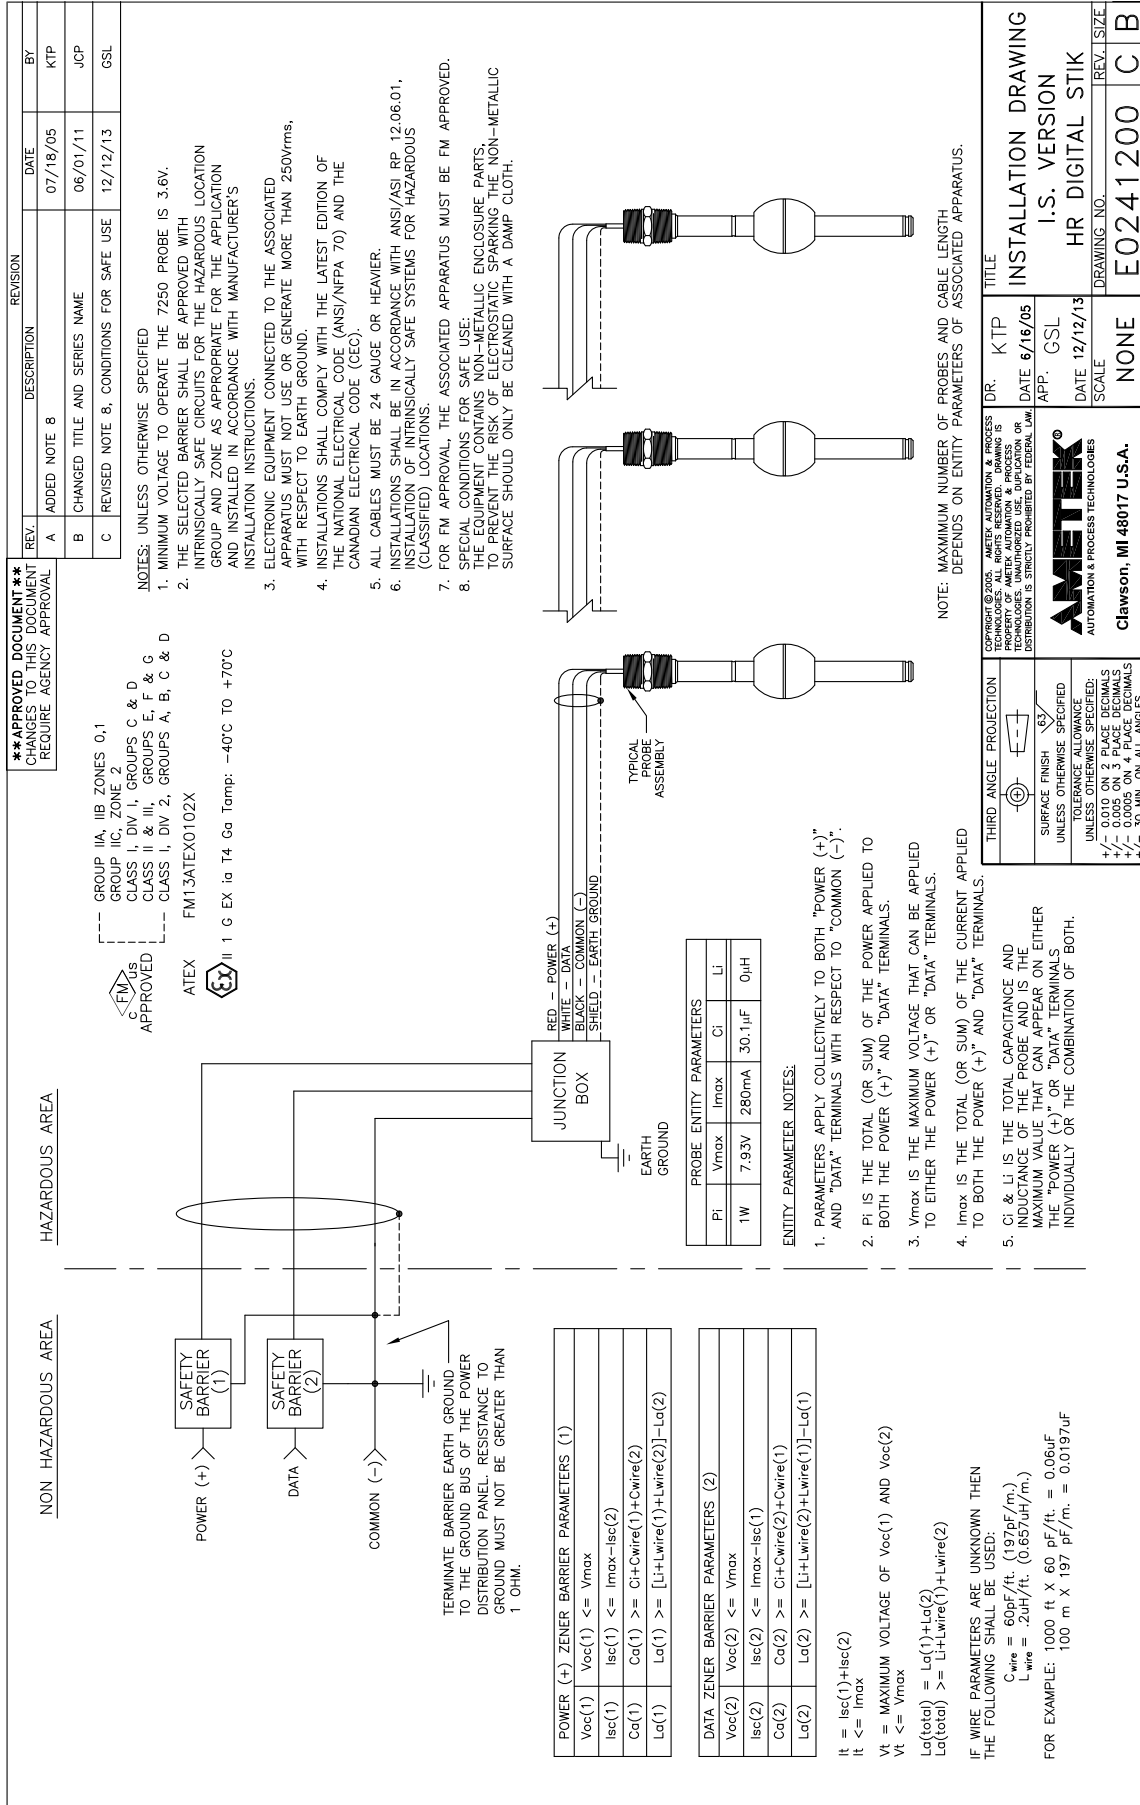 **APPROVED DOCUMENT**
CHANGES TO THIS DOCUMENT
REQUIRE AGENCY APPROVAL
REVISION
REV. DESCRIPTION DATE BY
A ADDED NOTE 8 07/18/05 KTP
B CHANGED TITLE AND SERIES NAME 06/01/11 JCP
C REVISED NOTE 8, CONDITIONS FOR SAFE USE 12/12/13 GSL
NON HAZARDOUS AREA
HAZARDOUS AREA
c FM us
APPROVED
GROUP IIA, IIB ZONES 0,1
GROUP IIC, ZONE 2
CLASS I, DIV I, GROUPS C & D
CLASS II & III, GROUPS E, F & G
CLASS I, DIV 2, GROUPS A, B, C & D
ATEX FM13ATEX0102X
Ex II 1 G EX ia T4 Ga Tamp: -40°C TO +70°C
NOTES: UNLESS OTHERWISE SPECIFIED
1. MINIMUM VOLTAGE TO OPERATE THE 7250 PROBE IS 3.6V.
2. THE SELECTED BARRIER SHALL BE APPROVED WITH
INTRINSICALLY SAFE CIRCUITS FOR THE HAZARDOUS LOCATION
GROUP AND ZONE AS APPROPRIATE FOR THE APPLICATION
AND INSTALLED IN ACCORDANCE WITH MANUFACTURER'S
INSTALLATION INSTRUCTIONS.
3. ELECTRONIC EQUIPMENT CONNECTED TO THE ASSOCIATED
APPARATUS MUST NOT USE OR GENERATE MORE THAN 250Vrms,
WITH RESPECT TO EARTH GROUND.
4. INSTALLATIONS SHALL COMPLY WITH THE LATEST EDITION OF
THE NATIONAL ELECTRICAL CODE (ANSI/NFPA 70) AND THE
CANADIAN ELECTRICAL CODE (CEC).
5. ALL CABLES MUST BE 24 GAUGE OR HEAVIER.
6. INSTALLATIONS SHALL BE IN ACCORDANCE WITH ANSI/ASI RP 12.06.01,
INSTALLATION OF INTRINSICALLY SAFE SYSTEMS FOR HAZARDOUS
(CLASSIFIED) LOCATIONS.
7. FOR FM APPROVAL, THE ASSOCIATED APPARATUS MUST BE FM APPROVED.
8. SPECIAL CONDITIONS FOR SAFE USE:
THE EQUIPMENT CONTAINS NON-METALLIC ENCLOSURE PARTS,
TO PREVENT THE RISK OF ELECTROSTATIC SPARKING THE NON-METALLIC
SURFACE SHOULD ONLY BE CLEANED WITH A DAMP CLOTH.
POWER (+)
SAFETY
BARRIER
(1)
DATA
SAFETY
BARRIER
(2)
COMMON (-)
TERMINATE BARRIER EARTH GROUND
TO THE GROUND BUS OF THE POWER
DISTRIBUTION PANEL. RESISTANCE TO
GROUND MUST NOT BE GREATER THAN
1 OHM.
JUNCTION
BOX
EARTH
GROUND
RED - POWER (+)
WHITE - DATA
BLACK - COMMON (-)
SHIELD - EARTH GROUND
TYPICAL
PROBE
ASSEMBLY
NOTE: MAXIMUM NUMBER OF PROBES AND CABLE LENGTH
DEPENDS ON ENTITY PARAMETERS OF ASSOCIATED APPARATUS.
POWER (+) ZENER BARRIER PARAMETERS (1)
Voc(1) Voc(1) <= Vmax
Isc(1) Isc(1) <= Imax-Isc(2)
Ca(1) Ca(1) >= Ci+Cwire(1)+Cwire(2)
La(1) La(1) >= [Li+Lwire(1)+Lwire(2)]-La(2)
DATA ZENER BARRIER PARAMETERS (2)
Voc(2) Voc(2) <= Vmax
Isc(2) Isc(2) <= Imax-Isc(1)
Ca(2) Ca(2) >= Ci+Cwire(2)+Cwire(1)
La(2) La(2) >= [Li+Lwire(2)+Lwire(1)]-La(1)
It = Isc(1)+Isc(2)
It <= Imax
Vt = MAXIMUM VOLTAGE OF Voc(1) AND Voc(2)
Vt <= Vmax
La(total) = La(1)+La(2)
La(total) >= Li+Lwire(1)+Lwire(2)
IF WIRE PARAMETERS ARE UNKNOWN THEN
THE FOLLOWING SHALL BE USED:
C wire = 60pF/ft. (197pF/m.)
L wire = .2uH/ft. (0.657uH/m.)
FOR EXAMPLE: 1000 ft X 60 pF/ft. = 0.06uF
100 m X 197 pF/m. = 0.0197uF
PROBE ENTITY PARAMETERS
Pi Vmax Imax Ci Li
1W 7.93V 280mA 30.1µF 0µH
ENTITY PARAMETER NOTES:
1. PARAMETERS APPLY COLLECTIVELY TO BOTH "POWER (+)"
AND "DATA" TERMINALS WITH RESPECT TO "COMMON (-)".
2. Pi IS THE TOTAL (OR SUM) OF THE POWER APPLIED TO
BOTH THE POWER (+)" AND "DATA" TERMINALS.
3. Vmax IS THE MAXIMUM VOLTAGE THAT CAN BE APPLIED
TO EITHER THE POWER (+)" OR "DATA" TERMINALS.
4. Imax IS THE TOTAL (OR SUM) OF THE CURRENT APPLIED
TO BOTH THE POWER (+)" AND "DATA" TERMINALS.
5. Ci & Li IS THE TOTAL CAPACITANCE AND
INDUCTANCE OF THE PROBE AND IS THE
MAXIMUM VALUE THAT CAN APPEAR ON EITHER
THE "POWER (+)" OR "DATA" TERMINALS
INDIVIDUALLY OR THE COMBINATION OF BOTH.
THIRD ANGLE PROJECTION
SURFACE FINISH 63
UNLESS OTHERWISE SPECIFIED
TOLERANCE ALLOWANCE
UNLESS OTHERWISE SPECIFIED:
+/- 0.010 ON 2 PLACE DECIMALS
+/- 0.005 ON 3 PLACE DECIMALS
+/- 0.0005 ON 4 PLACE DECIMALS
+/- 30 MIN. ON ALL ANGLES
COPYRIGHT © 2005. AMETEK AUTOMATION & PROCESS
TECHNOLOGIES. ALL RIGHTS RESERVED. DRAWING IS
PROPERTY OF AMETEK AUTOMATION & PROCESS
TECHNOLOGIES. UNAUTHORIZED USE, DUPLICATION OR
DISTRIBUTION IS STRICTLY PROHIBITED BY FEDERAL LAW.
AMETEK®
AUTOMATION & PROCESS TECHNOLOGIES
Clawson, MI 48017 U.S.A.
DR. KTP
DATE 6/16/05
APP. GSL
DATE 12/12/13
SCALE
NONE
TITLE
INSTALLATION DRAWING
I.S. VERSION
HR DIGITAL STIK
DRAWING NO. REV. SIZE
E0241200 C B